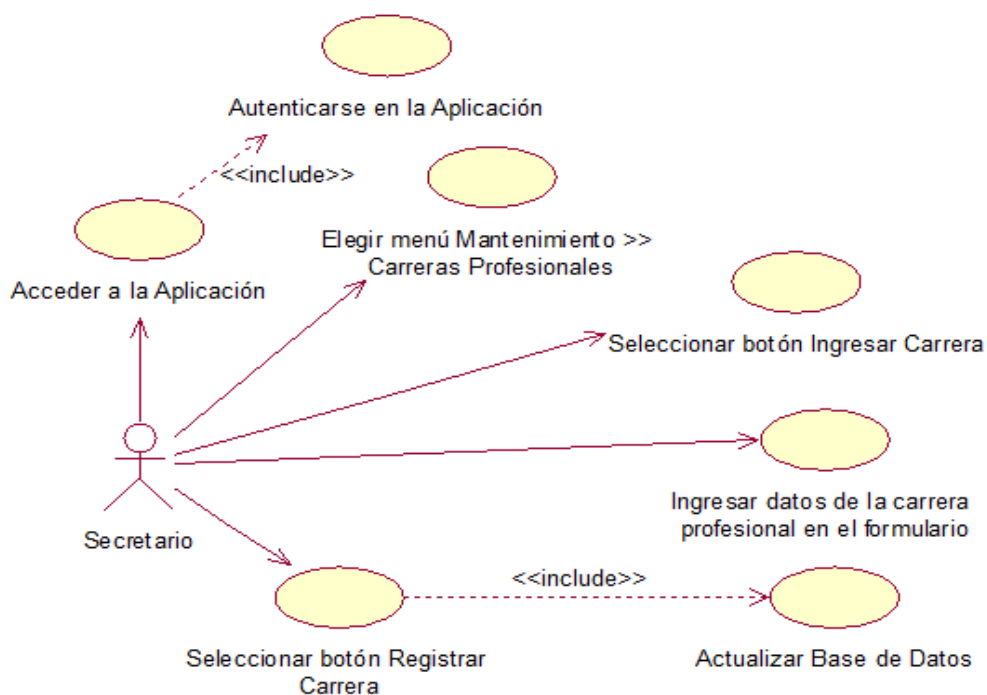 Autenticarse en la Aplicación
<<include>>
Elegir menú Mantenimiento >>
Carreras Profesionales
Acceder a la Aplicación
Seleccionar botón Ingresar Carrera
Ingresar datos de la carrera
profesional en el formulario
Secretario
<<include>>
Seleccionar botón Registrar
Carrera
Actualizar Base de Datos